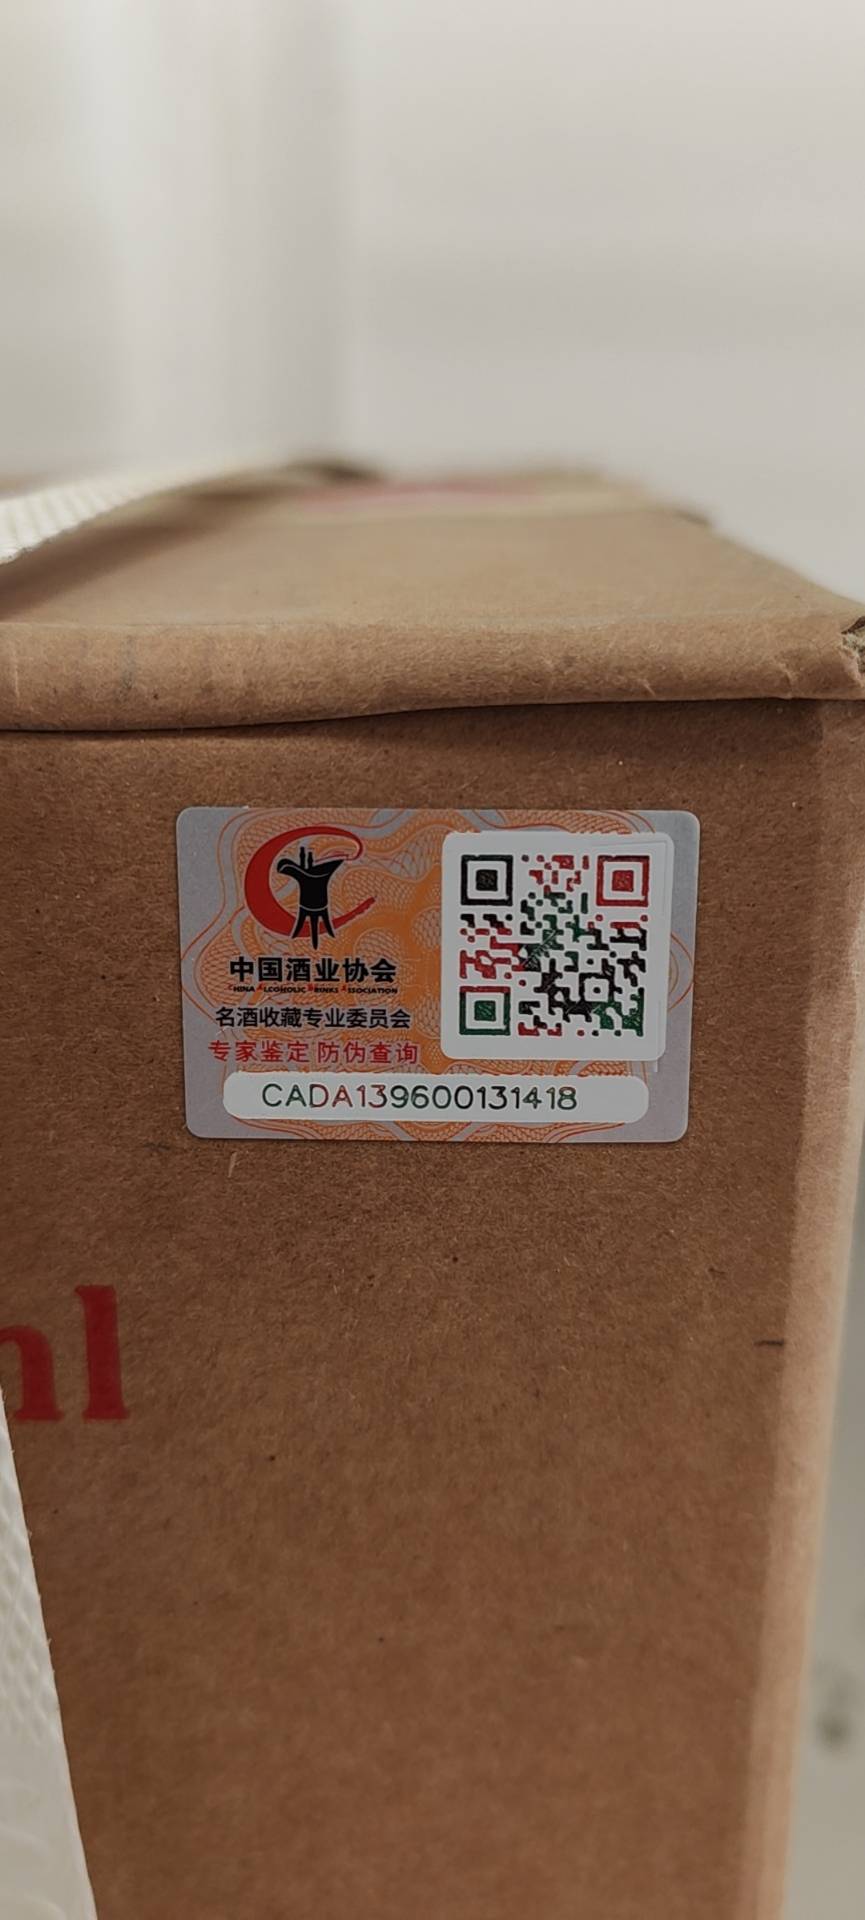 中国酒业协会
CHINA ALCOHOLIC DRINKS ASSOCIATION
名酒收藏专业委员会
专家鉴定 防伪查询
CADA139600131418
ml